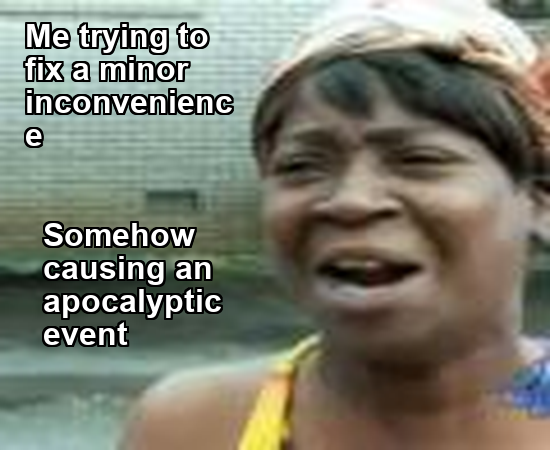 Me trying to
fix a minor
inconvenienc
e
Somehow
causing an
apocalyptic
event